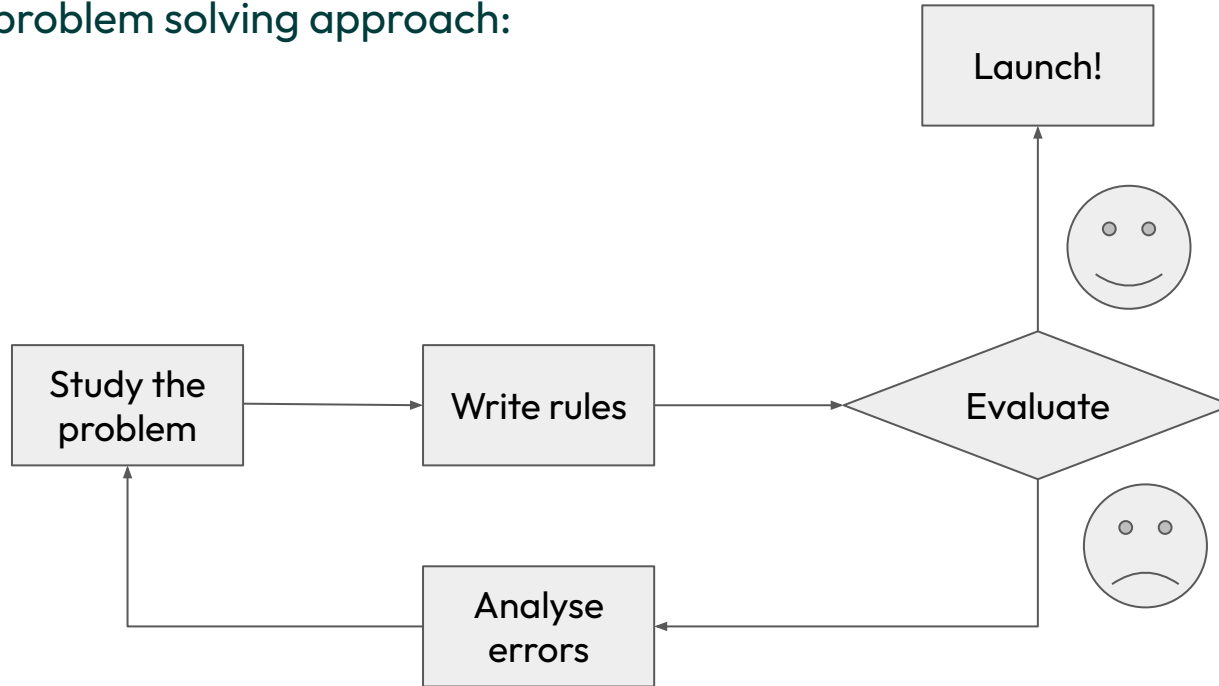 problem solving approach:
Launch!
Study the
problem
Write rules
Evaluate
Analyse
errors